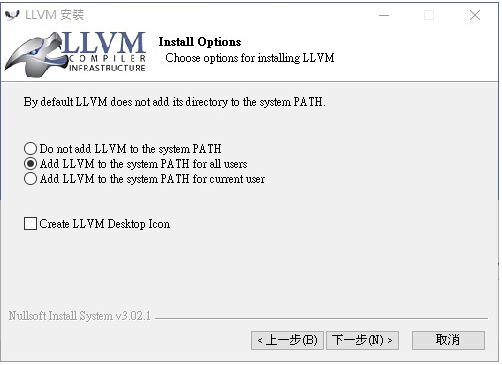 LLVM 安裝
LLVM
COMPILER
INFRASTRUCTURE
Install Options
Choose options for installing LLVM
By default LLVM does not add its directory to the system PATH.
Do not add LLVM to the system PATH
Add LLVM to the system PATH for all users
Add LLVM to the system PATH for current user
Create LLVM Desktop Icon
Nullsoft Install System v3.02.1
< 上一步(B) 下一步(N) > 取消